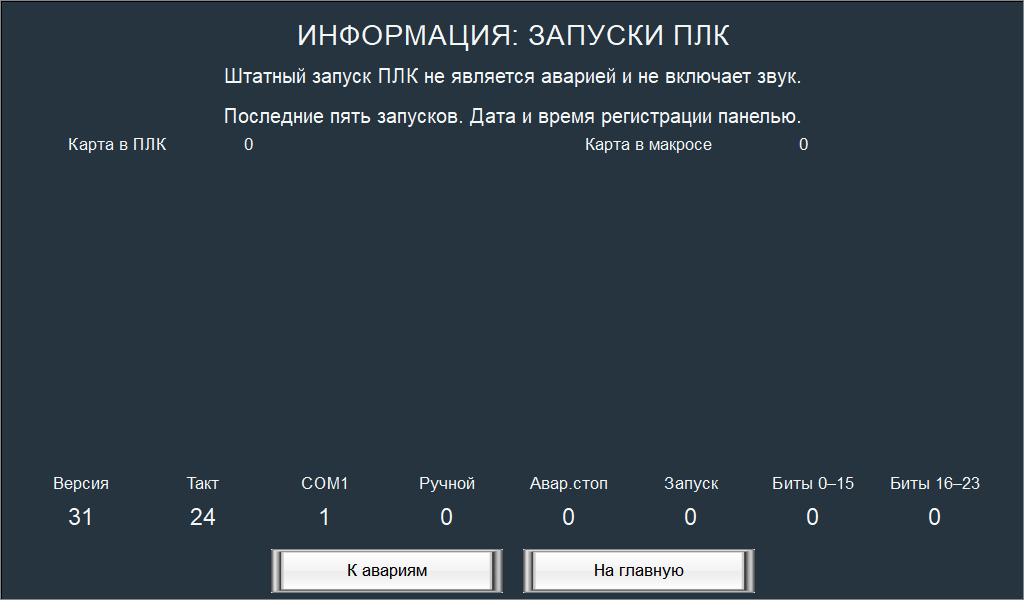 ИНФОРМАЦИЯ: ЗАПУСКИ ПЛК
Штатный запуск ПЛК не является аварией и не включает звук.
Последние пять запусков. Дата и время регистрации панелью.
Карта в ПЛК 0 Карта в макросе 0
Версия Такт COM1 Ручной Авар.стоп Запуск Биты 0–15 Биты 16–23
31 24 1 0 0 0 0 0
К авариям На главную